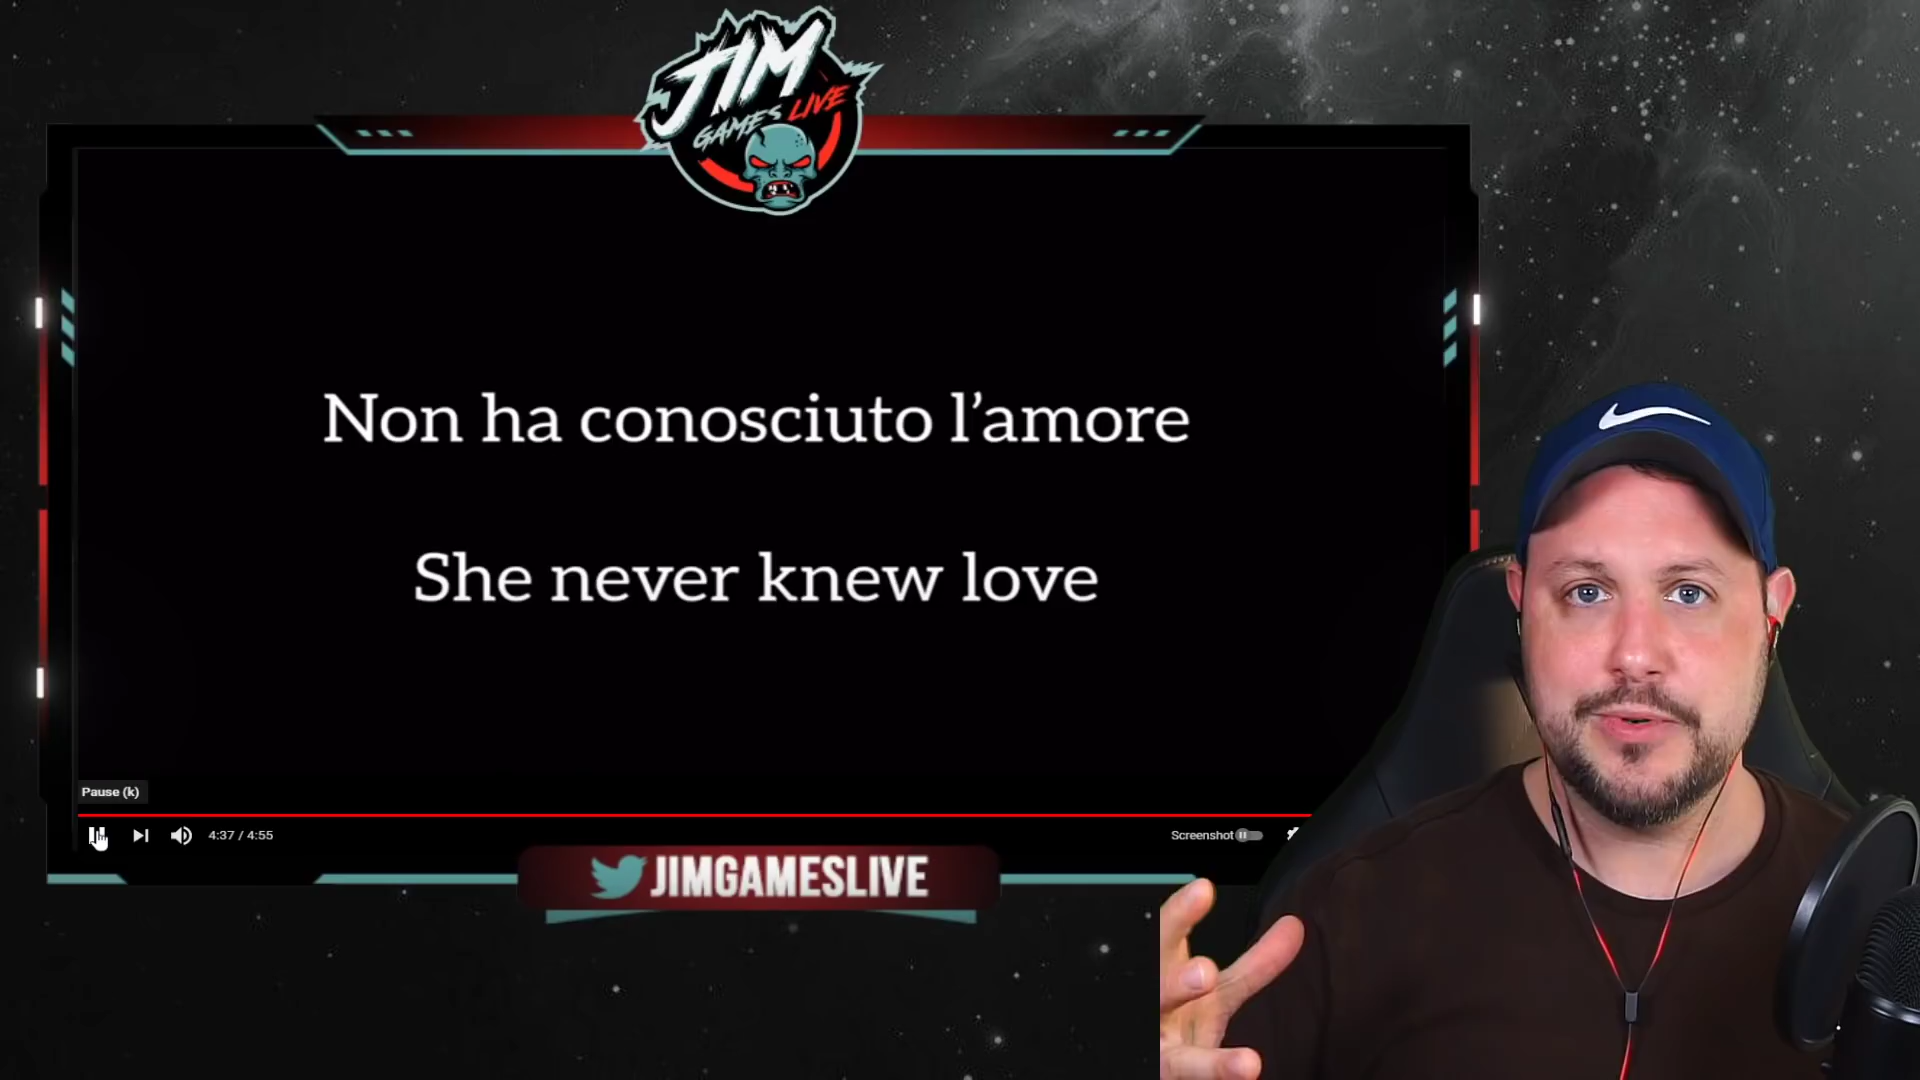 JIM
GAMES LIVE
Non ha conosciuto l’amore
She never knew love
Pause (k)
4:37 / 4:55
Screenshot
JIMGAMESLIVE